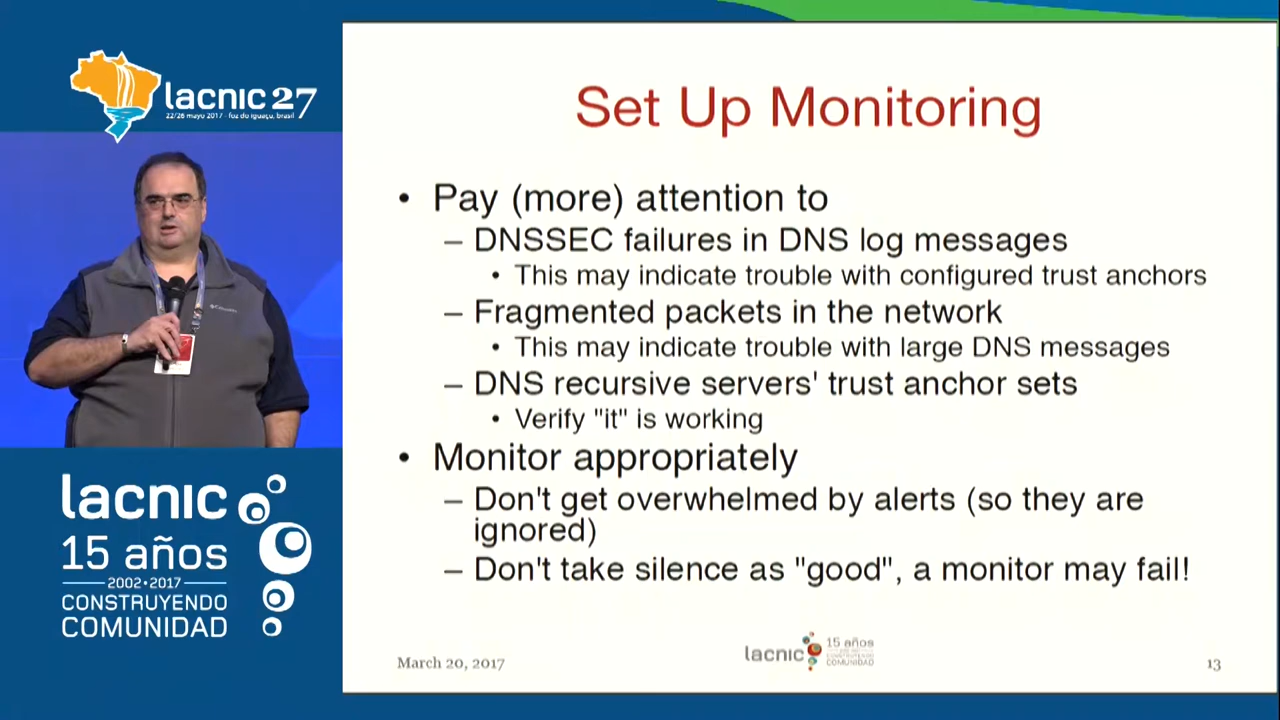 lacnic 27
22/26 mayo 2017 - foz do iguaçu, brasil
lacnic
15 años
2002•2017
CONSTRUYENDO
COMUNIDAD
Set Up Monitoring
• Pay (more) attention to
– DNSSEC failures in DNS log messages
• This may indicate trouble with configured trust anchors
– Fragmented packets in the network
• This may indicate trouble with large DNS messages
– DNS recursive servers' trust anchor sets
• Verify "it" is working
• Monitor appropriately
– Don't get overwhelmed by alerts (so they are
ignored)
– Don't take silence as "good", a monitor may fail!
March 20, 2017
lacnic
15 años
CONSTRUYENDO
COMUNIDAD
13